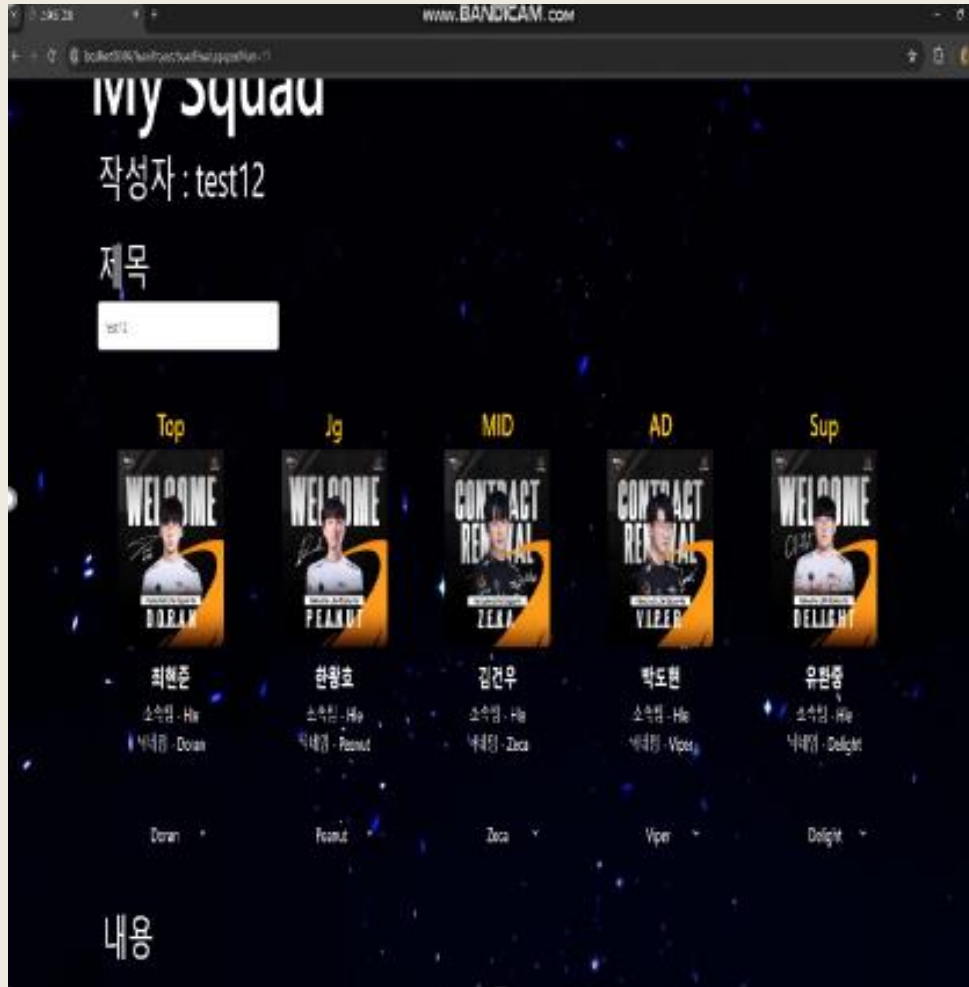 www.BANDICAM.com
My Squad
작성자 : test12
제목
test12
Top Jg MID AD Sup
WELCOME WELCOME CONTRACT RENEWAL CONTRACT RENEWAL WELCOME
DORAN PEANUT ZEKA VIPER DELIGHT
최현준 한왕호 김건우 박도현 유환중
소속팀 - Hle 소속팀 - Hle 소속팀 - Hle 소속팀 - Hle 소속팀 - Hle
닉네임 - Doran 닉네임 - Peanut 닉네임 - Zeca 닉네임 - Viper 닉네임 - Delight
Doran Peanut Zeca Viper Delight
내용